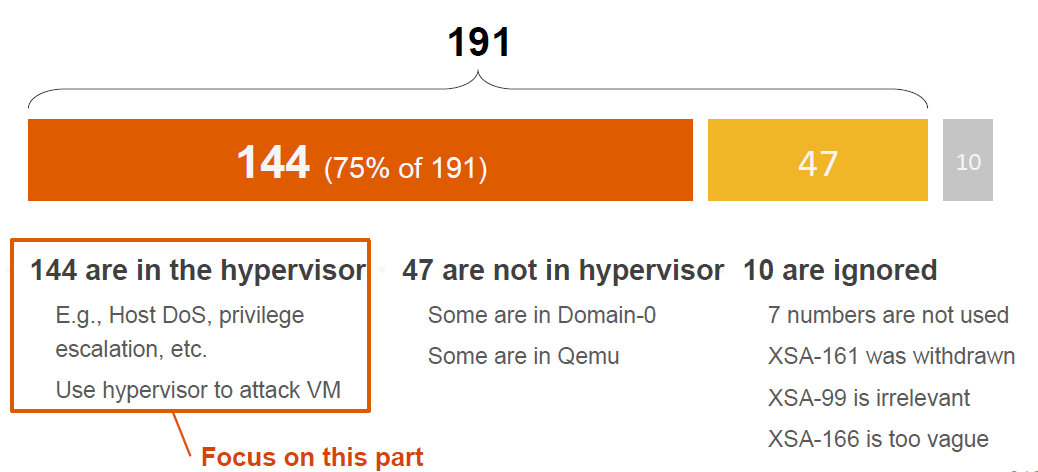 191
144 (75% of 191)
47
10
144 are in the hypervisor
E.g., Host DoS, privilege
escalation, etc.
Use hypervisor to attack VM
Focus on this part
47 are not in hypervisor
Some are in Domain-0
Some are in Qemu
10 are ignored
7 numbers are not used
XSA-161 was withdrawn
XSA-99 is irrelevant
XSA-166 is too vague